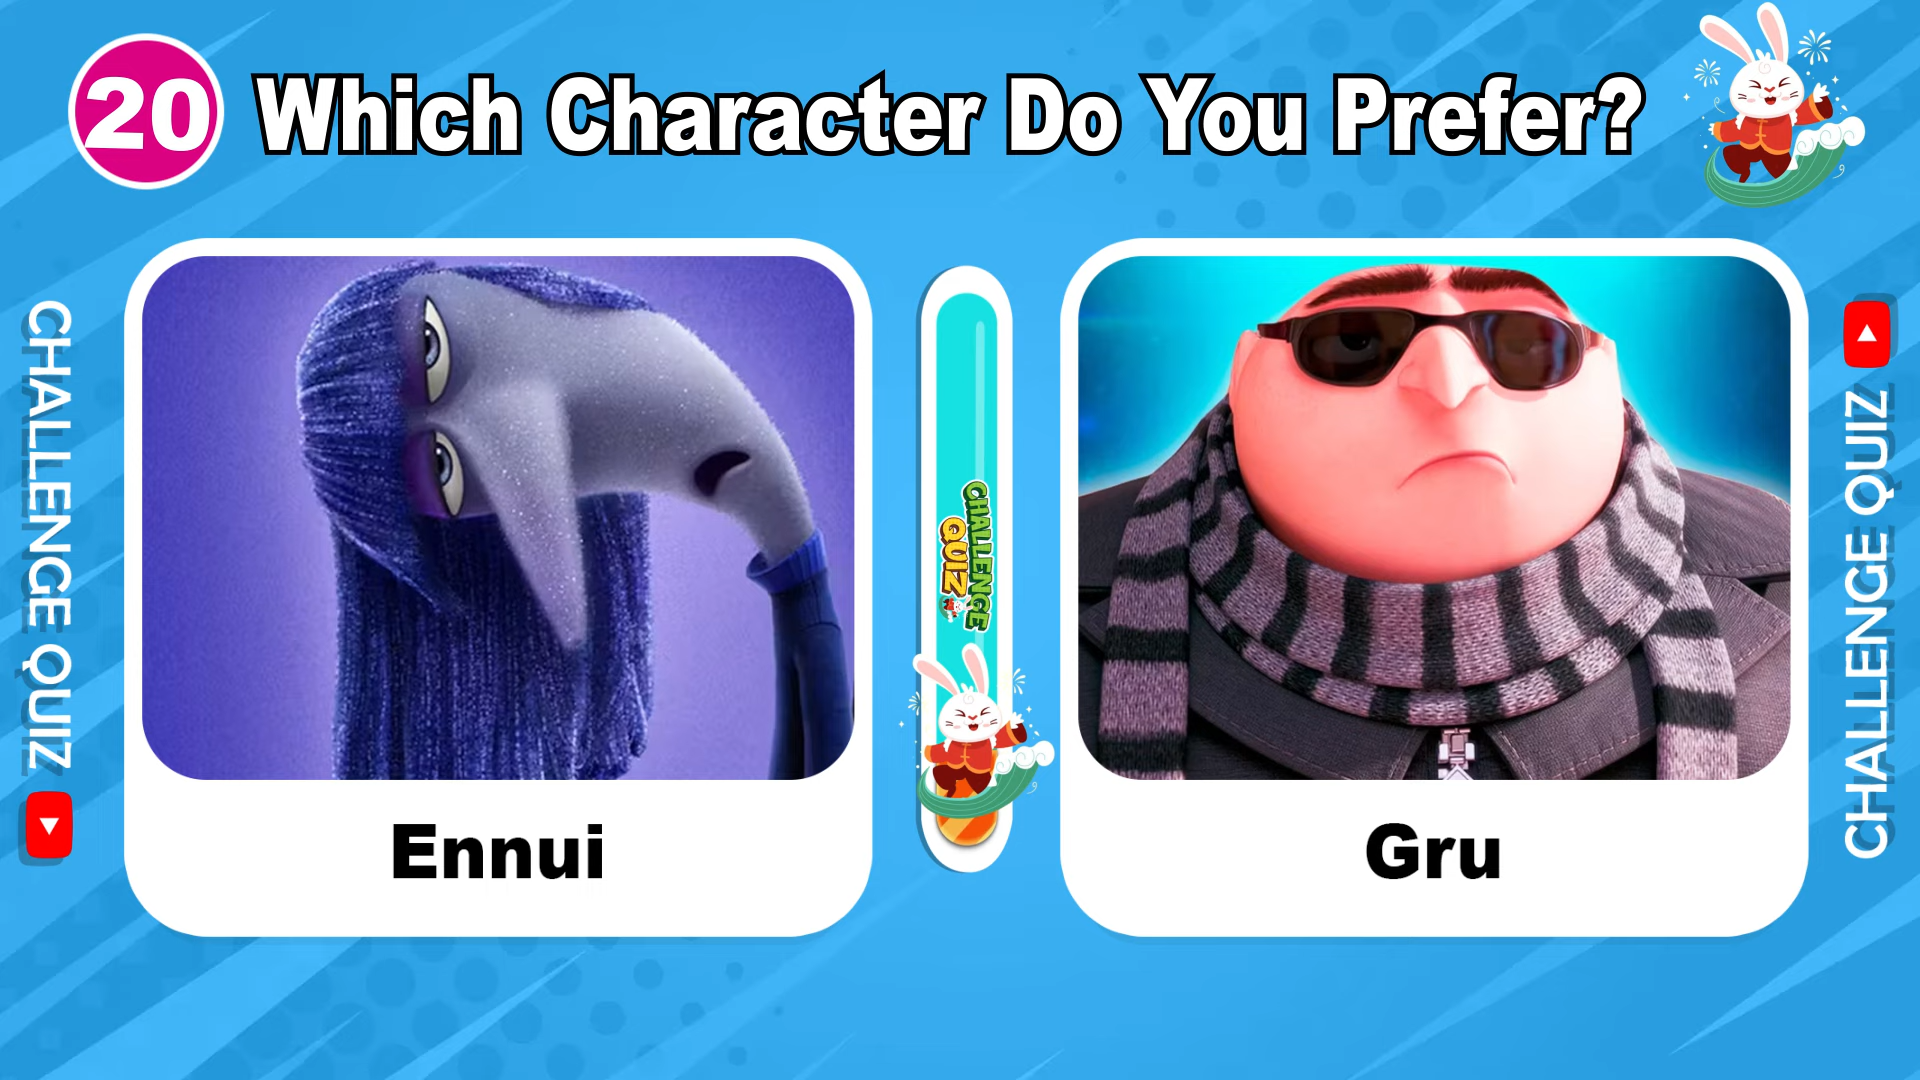 20 Which Character Do You Prefer?
CHALLENGE QUIZ
CHALLENGE
QUIZ
CHALLENGE QUIZ
Ennui
Gru